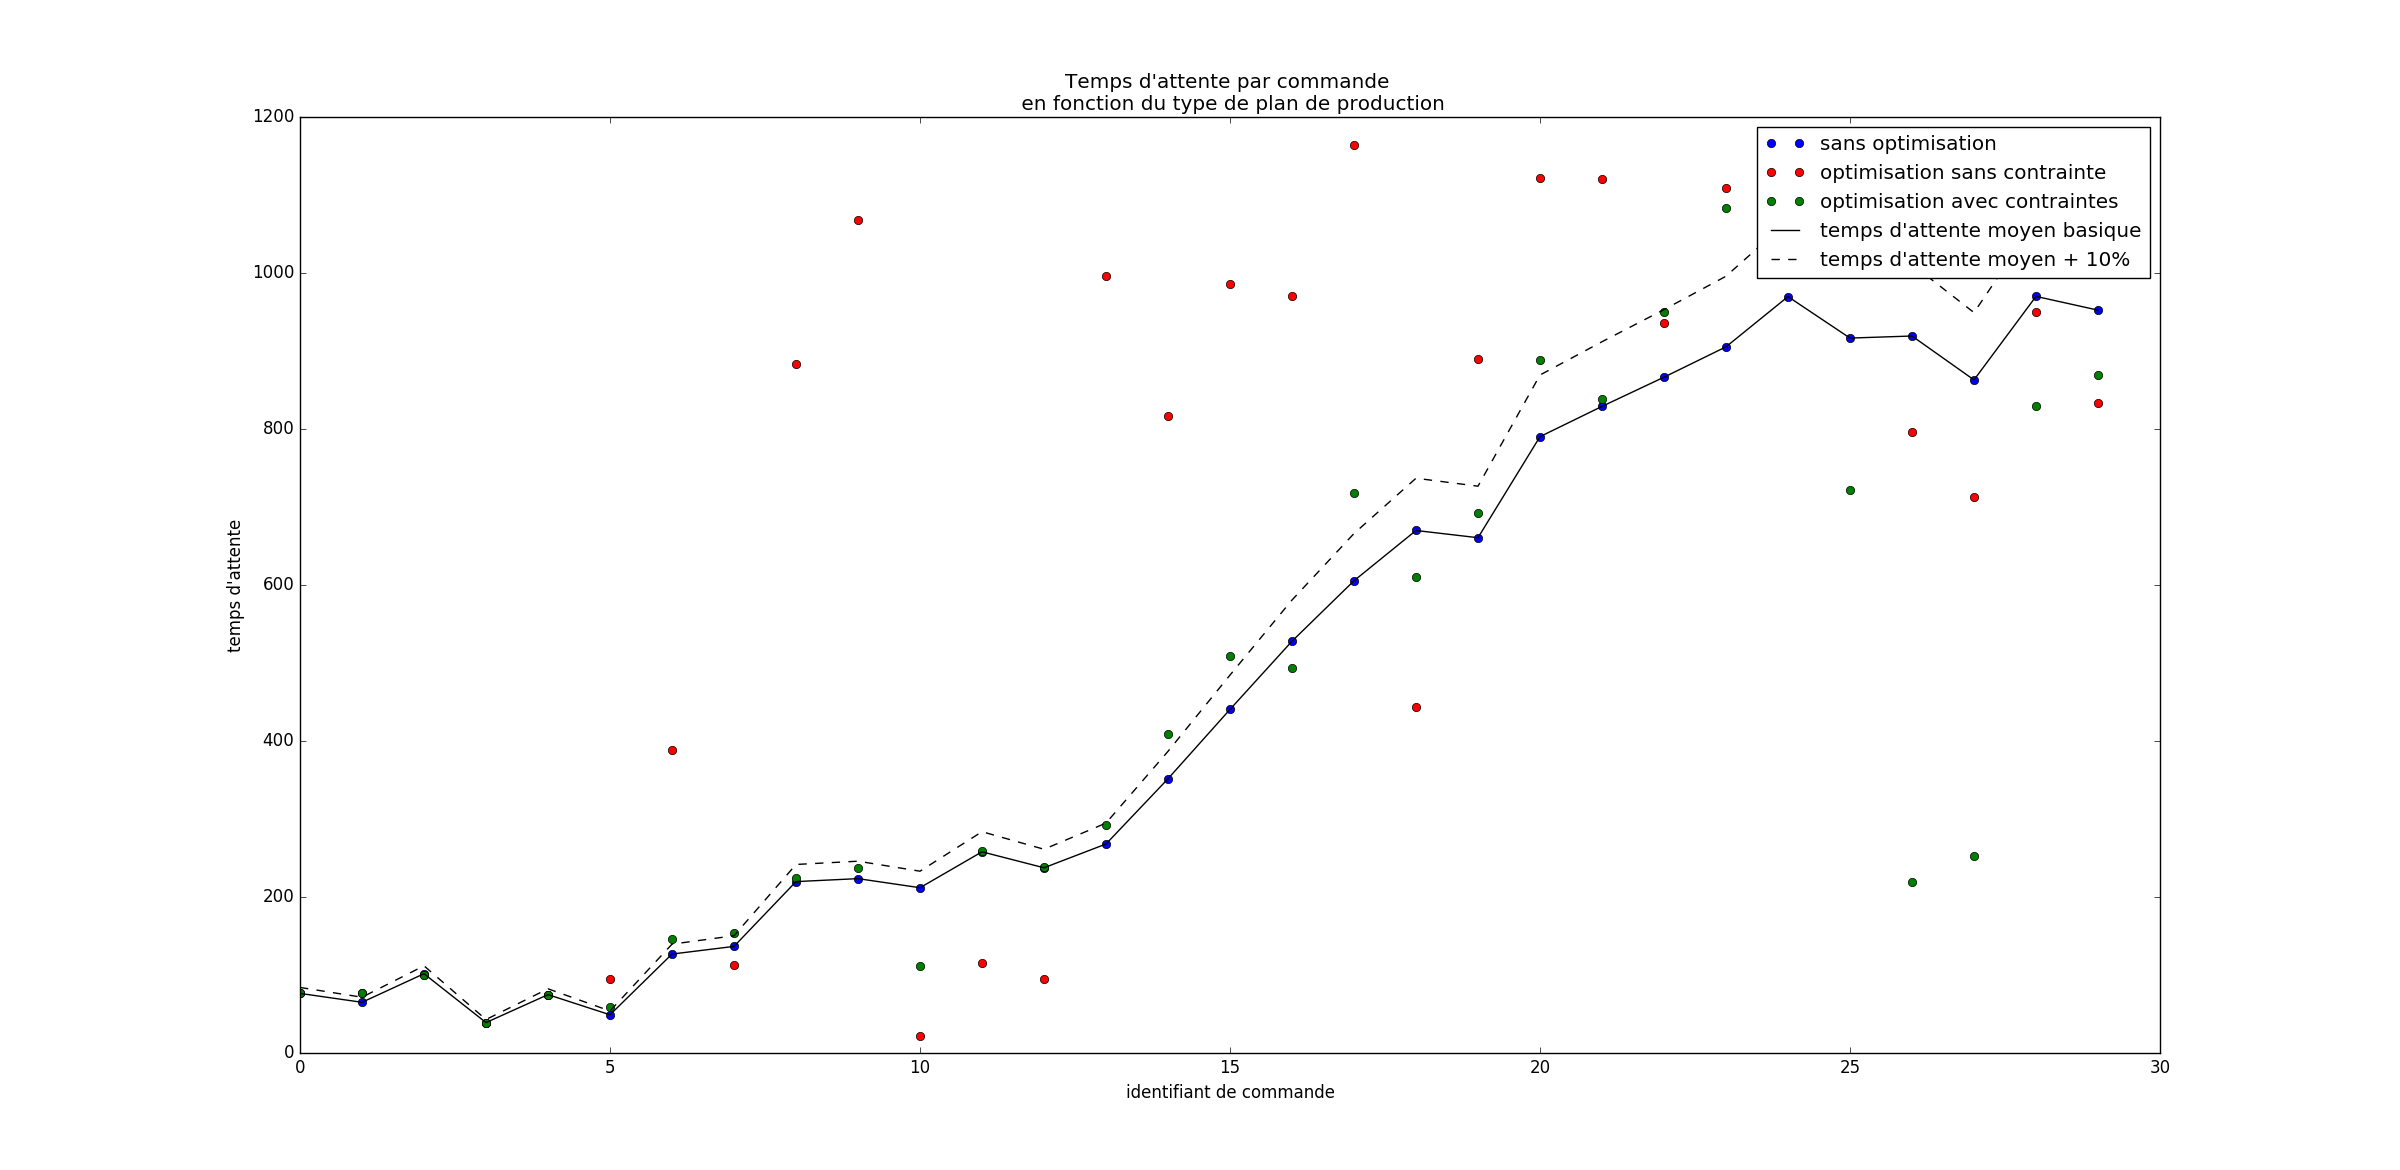 Temps d'attente par commande
en fonction du type de plan de production
1200
1000
800
600
400
200
0
temps d'attente
sans optimisation
optimisation sans contrainte
optimisation avec contraintes
temps d'attente moyen basique
temps d'attente moyen + 10%
0 5 10 15 20 25 30
identifiant de commande